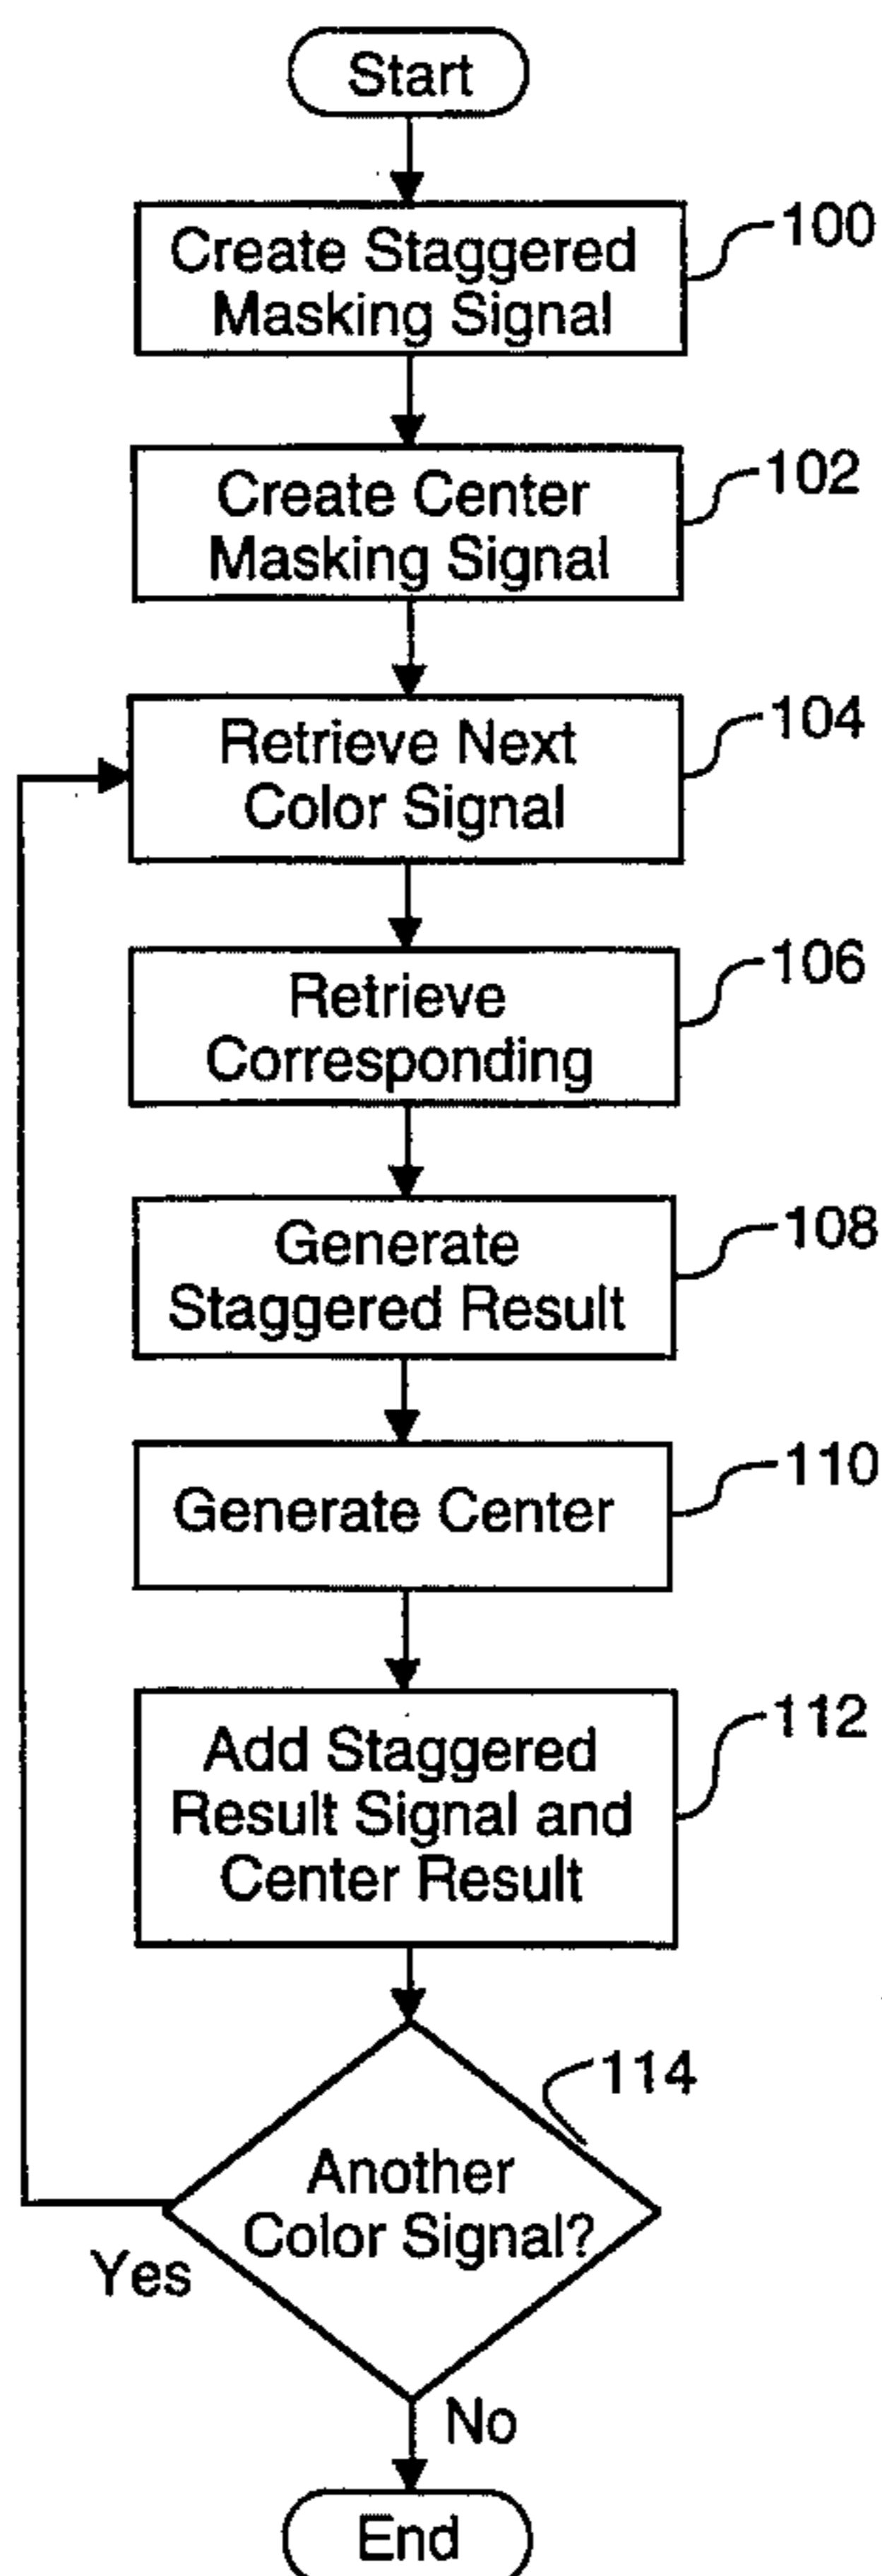 Start
Create Staggered
Masking Signal
100
Create Center
Masking Signal
102
Retrieve Next
Color Signal
104
Retrieve
Corresponding
106
Generate
Staggered Result
108
Generate Center
110
Add Staggered
Result Signal and
Center Result
112
114
Another
Color Signal?
Yes
No
End